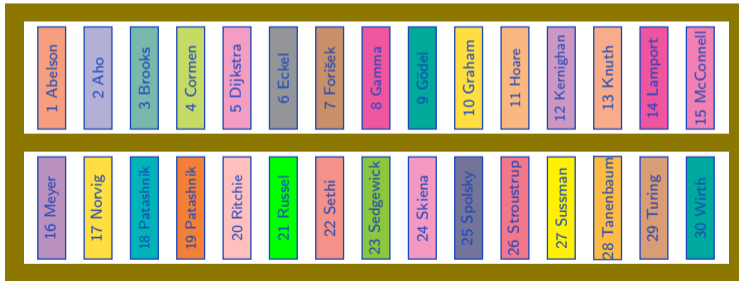 1 Abelson
2 Aho
3 Brooks
4 Cormen
5 Dijkstra
6 Eckel
7 Forišek
8 Gamma
9 Gödel
10 Graham
11 Hoare
12 Kernighan
13 Knuth
14 Lamport
15 McConnell
16 Meyer
17 Norvig
18 Patashnik
19 Patashnik
20 Ritchie
21 Russel
22 Sethi
23 Sedgewick
24 Skiena
25 Spolsky
26 Stroustrup
27 Sussman
28 Tanenbaum
29 Turing
30 Wirth